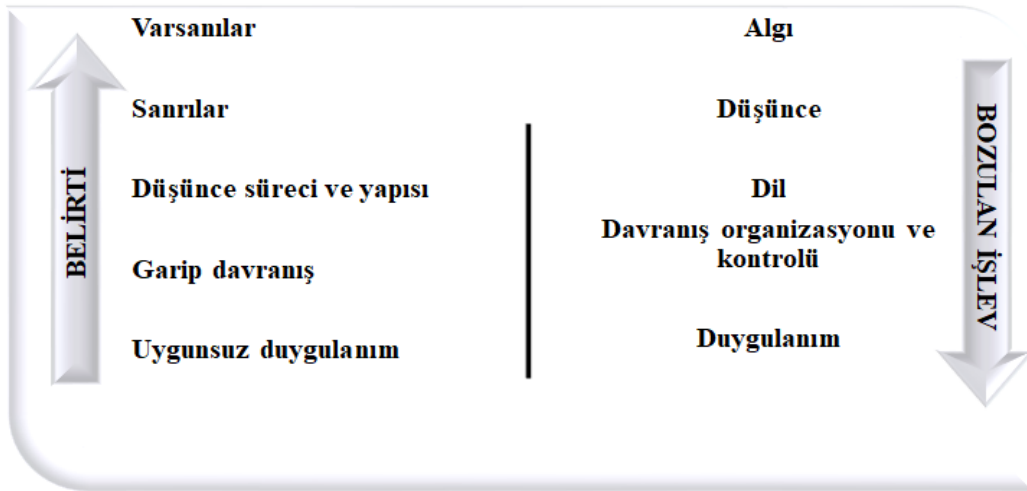 Varsanılar
Algı
Sanrılar
Düşünce
Düşünce süreci ve yapısı
Dil
Davranış organizasyonu ve
kontrolü
Garip davranış
Uygunsuz duygulanım
Duygulanım
BELİRTİ
BOZULAN İŞLEV